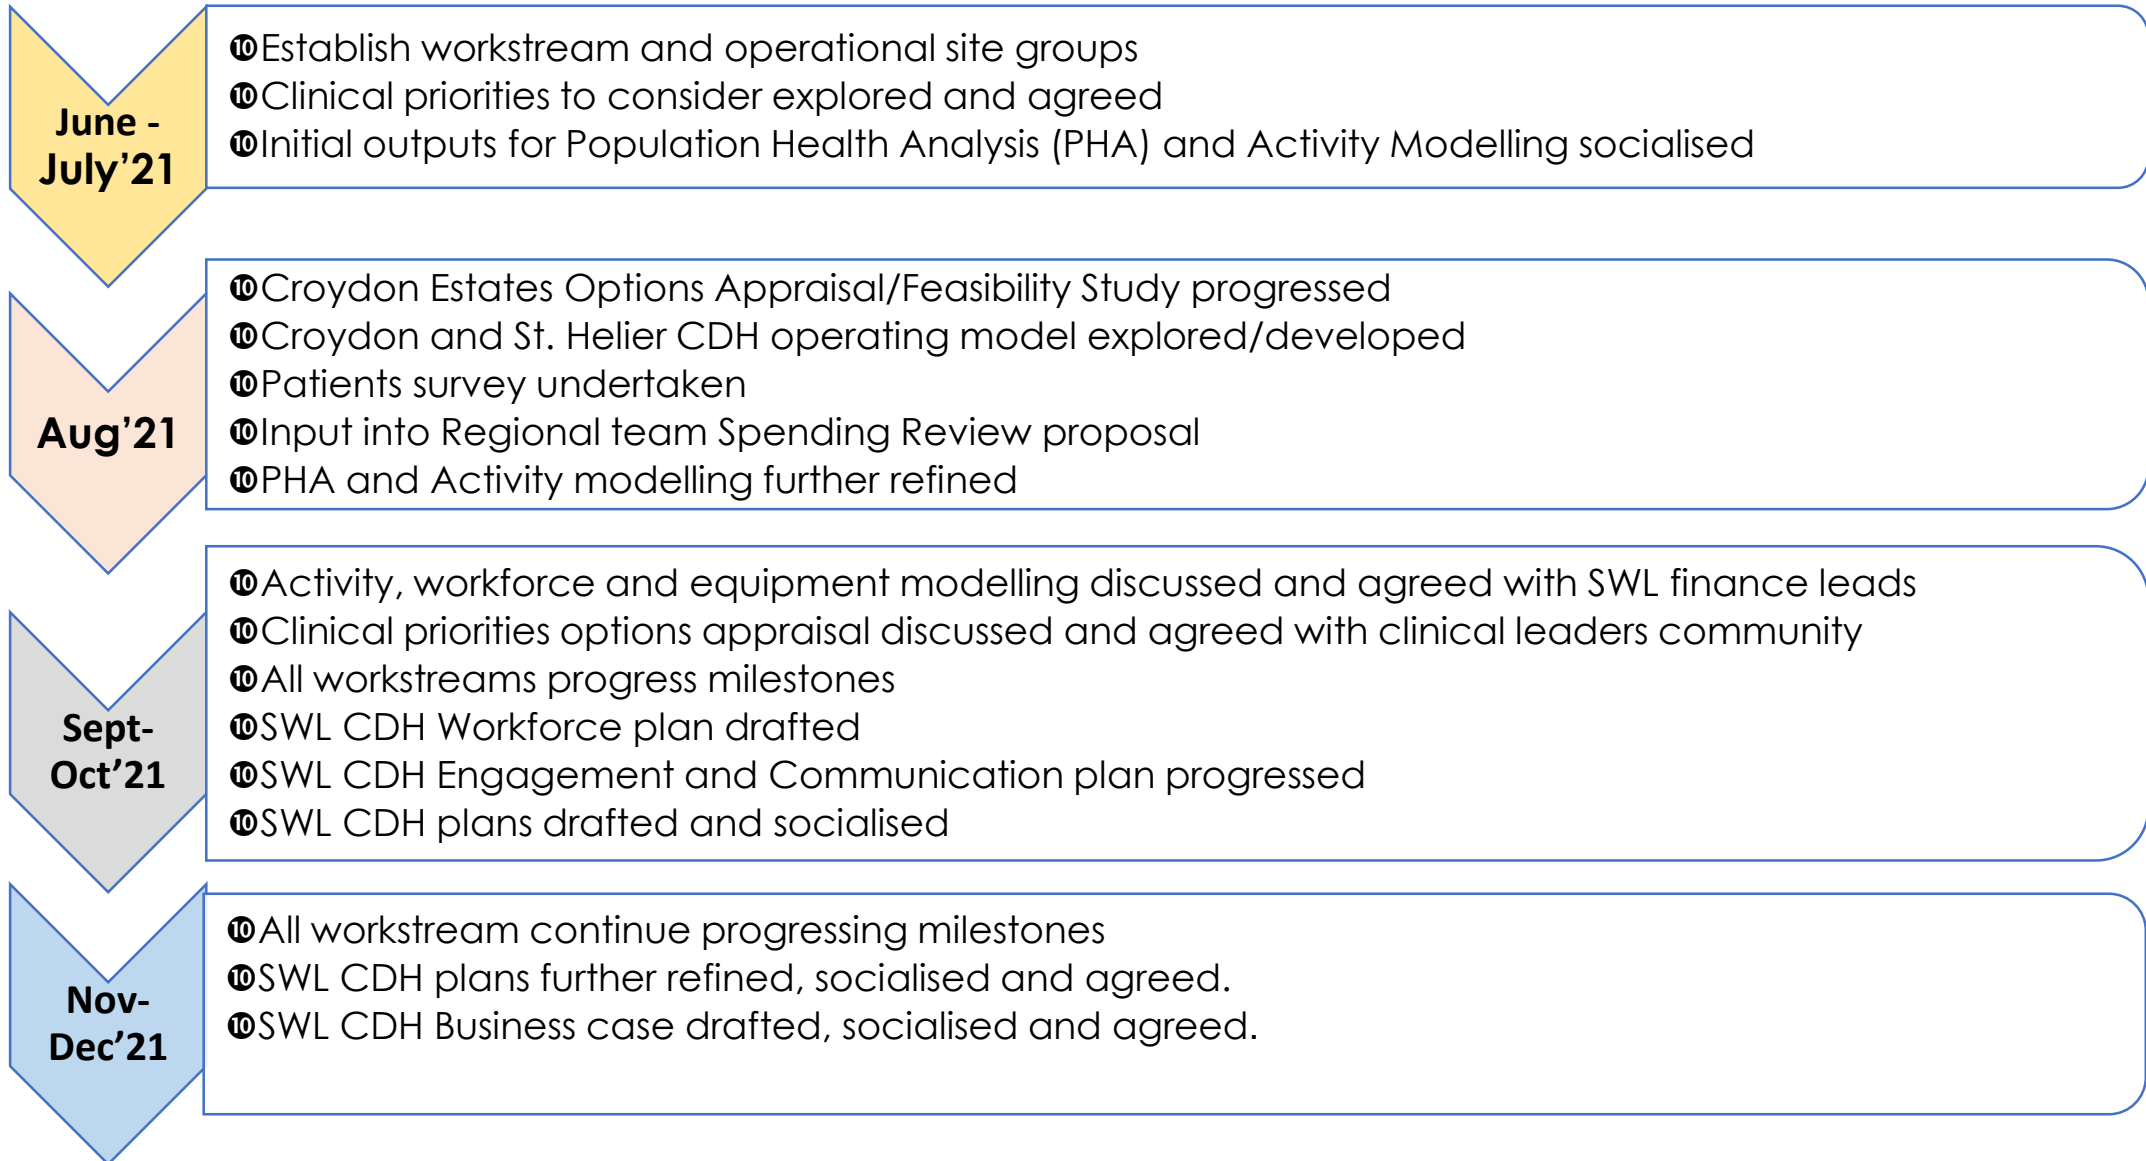 June -
July’21
❿Establish workstream and operational site groups
❿Clinical priorities to consider explored and agreed
❿Initial outputs for Population Health Analysis (PHA) and Activity Modelling socialised
Aug’21
❿Croydon Estates Options Appraisal/Feasibility Study progressed
❿Croydon and St. Helier CDH operating model explored/developed
❿Patients survey undertaken
❿Input into Regional team Spending Review proposal
❿PHA and Activity modelling further refined
Sept-
Oct’21
❿Activity, workforce and equipment modelling discussed and agreed with SWL finance leads
❿Clinical priorities options appraisal discussed and agreed with clinical leaders community
❿All workstreams progress milestones
❿SWL CDH Workforce plan drafted
❿SWL CDH Engagement and Communication plan progressed
❿SWL CDH plans drafted and socialised
Nov-
Dec’21
❿All workstream continue progressing milestones
❿SWL CDH plans further refined, socialised and agreed.
❿SWL CDH Business case drafted, socialised and agreed.